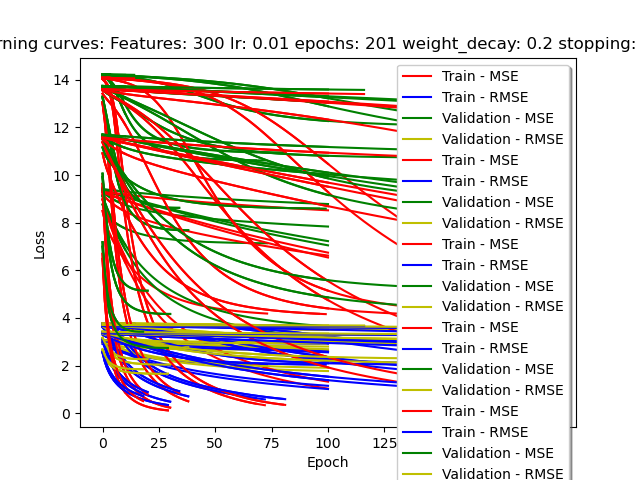 rning curves: Features: 300 lr: 0.01 epochs: 201 weight_decay: 0.2 stopping:
14
12
10
8
6
4
2
0
Loss
0
25
50
75
100
125
Epoch
Train - MSE
Train - RMSE
Validation - MSE
Validation - RMSE
Train - MSE
Train - RMSE
Validation - MSE
Validation - RMSE
Train - MSE
Train - RMSE
Validation - MSE
Validation - RMSE
Train - MSE
Train - RMSE
Validation - MSE
Validation - RMSE
Train - MSE
Train - RMSE
Validation - MSE
Validation - RMSE